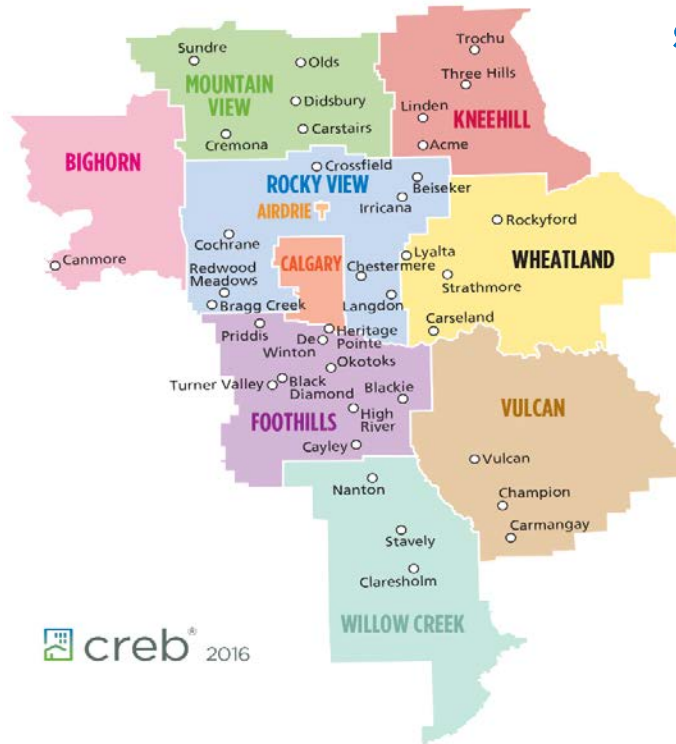 Sundre
Olds
MOUNTAIN
VIEW
Didsbury
Cremona
Carstairs
Trochu
Three Hills
Linden
KNEEHILL
Acme
BIGHORN
Canmore
Crossfield
ROCKY VIEW
Beiseker
AIRDRIE
Irricana
Cochrane
CALGARY
Redwood
Meadows
Chestermere
Bragg Creek
Langdon
Rockyford
Lyalta
WHEATLAND
Strathmore
Carseland
Priddis
Heritage
Pointe
De
Winton
Okotoks
Turner Valley
Black
Diamond
Blackie
FOOTHILLS
High
River
Cayley
VULCAN
Vulcan
Champion
Carmangay
Nanton
Stavely
Claresholm
WILLOW CREEK
creb® 2016